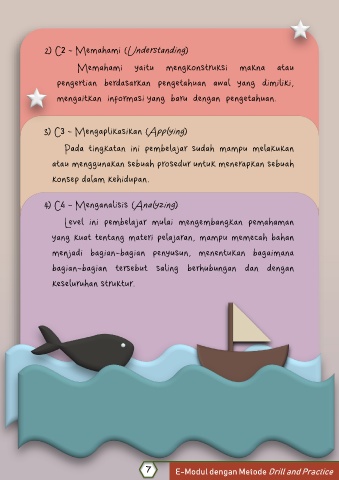 2) C2 - Memahami (Understanding)
Memahami yaitu mengkonstruksi makna atau
pengertian berdasarkan pengetahuan awal yang dimiliki,
mengaitkan informasi yang baru dengan pengetahuan.
3) C3 - Mengaplikasikan (Applying)
Pada tingkatan ini pembelajar sudah mampu melakukan
atau menggunakan sebuah prosedur untuk menerapkan sebuah
konsep dalam kehidupan.
4) C4 - Menganalisis (Analyzing)
Level ini pembelajar mulai mengembangkan pemahaman
yang kuat tentang materi pelajaran, mampu memecah bahan
menjadi bagian-bagian penyusun, menentukan bagaimana
bagian-bagian tersebut saling berhubungan dan dengan
keseluruhan struktur.
7
E-Modul dengan Metode Drill and Practice